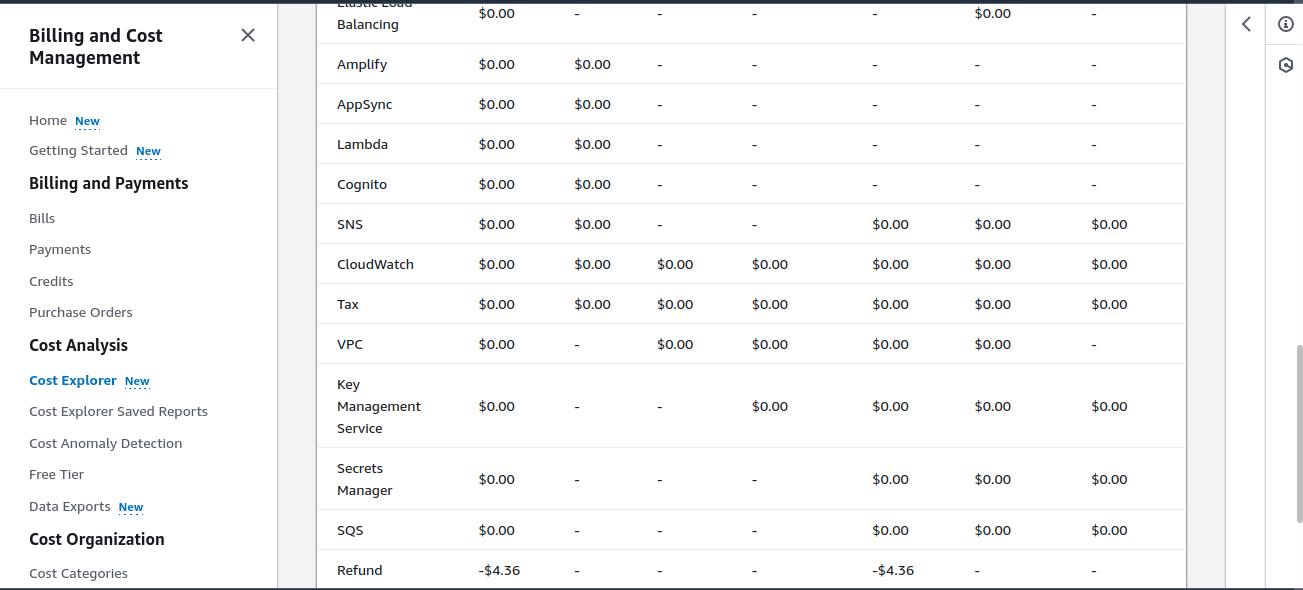 Billing and Cost
Management
Home New
Getting Started New
Billing and Payments
Bills
Payments
Credits
Purchase Orders
Cost Analysis
Cost Explorer New
Cost Explorer Saved Reports
Cost Anomaly Detection
Free Tier
Data Exports New
Cost Organization
Cost Categories
Elastic Load
Balancing $0.00 - - - - $0.00 -
Amplify $0.00 $0.00 - - - - -
AppSync $0.00 $0.00 - - - - -
Lambda $0.00 $0.00 - - - - -
Cognito $0.00 $0.00 - - - - -
SNS $0.00 $0.00 - - $0.00 $0.00 $0.00
CloudWatch $0.00 $0.00 $0.00 $0.00 $0.00 $0.00 $0.00
Tax $0.00 $0.00 $0.00 $0.00 $0.00 $0.00 $0.00
VPC $0.00 - $0.00 $0.00 $0.00 $0.00 -
Key
Management $0.00 - - $0.00 $0.00 $0.00 $0.00
Service
Secrets
Manager $0.00 - - - $0.00 $0.00 $0.00
SQS $0.00 - - - $0.00 $0.00 $0.00
Refund -$4.36 - - - -$4.36 - -